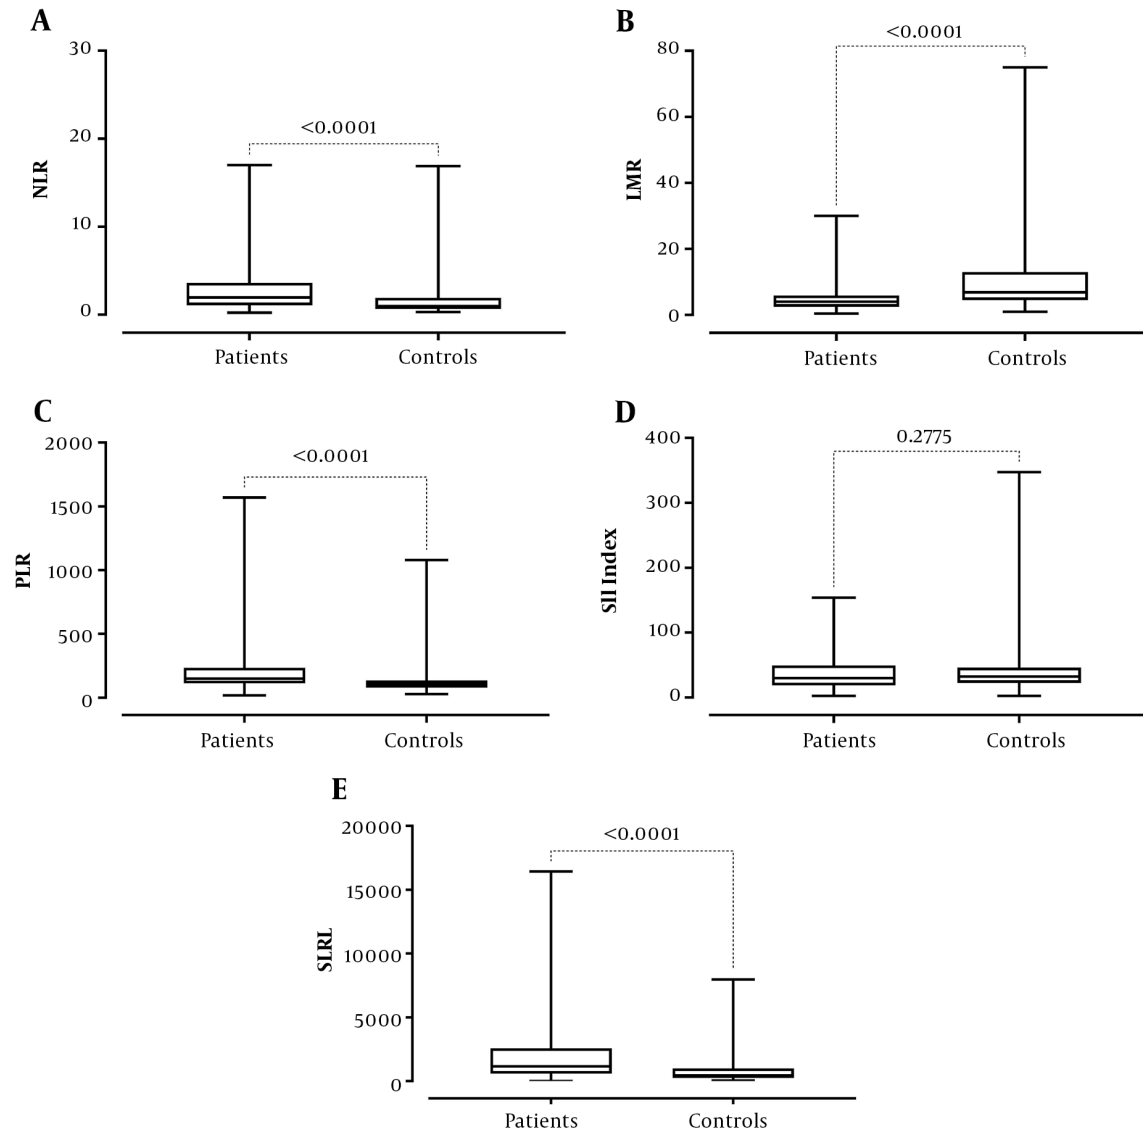 A
NLR
30
20
10
0
<0.0001
Patients
Controls
B
LMR
80
60
40
20
0
<0.0001
Patients
Controls
C
PLR
2000
1500
1000
500
0
<0.0001
Patients
Controls
D
SII Index
400
300
200
100
0
0.2775
Patients
Controls
E
SLRL
20000
15000
10000
5000
0
<0.0001
Patients
Controls